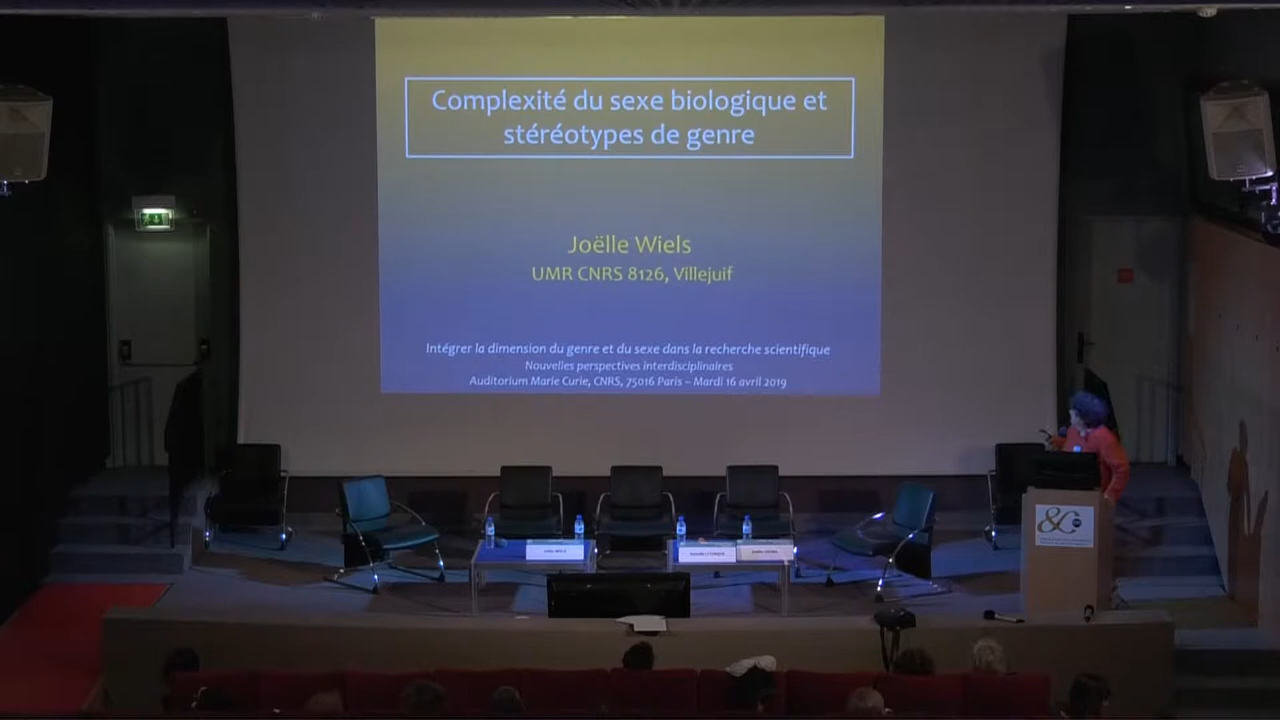 Complexité du sexe biologique et
stéréotypes de genre
Joëlle Wiels
UMR CNRS 8126, Villejuif
Intégrer la dimension du genre et du sexe dans la recherche scientifique
Nouvelles perspectives interdisciplinaires
Auditorium Marie Curie, CNRS, 75016 Paris – Mardi 16 avril 2019
&C